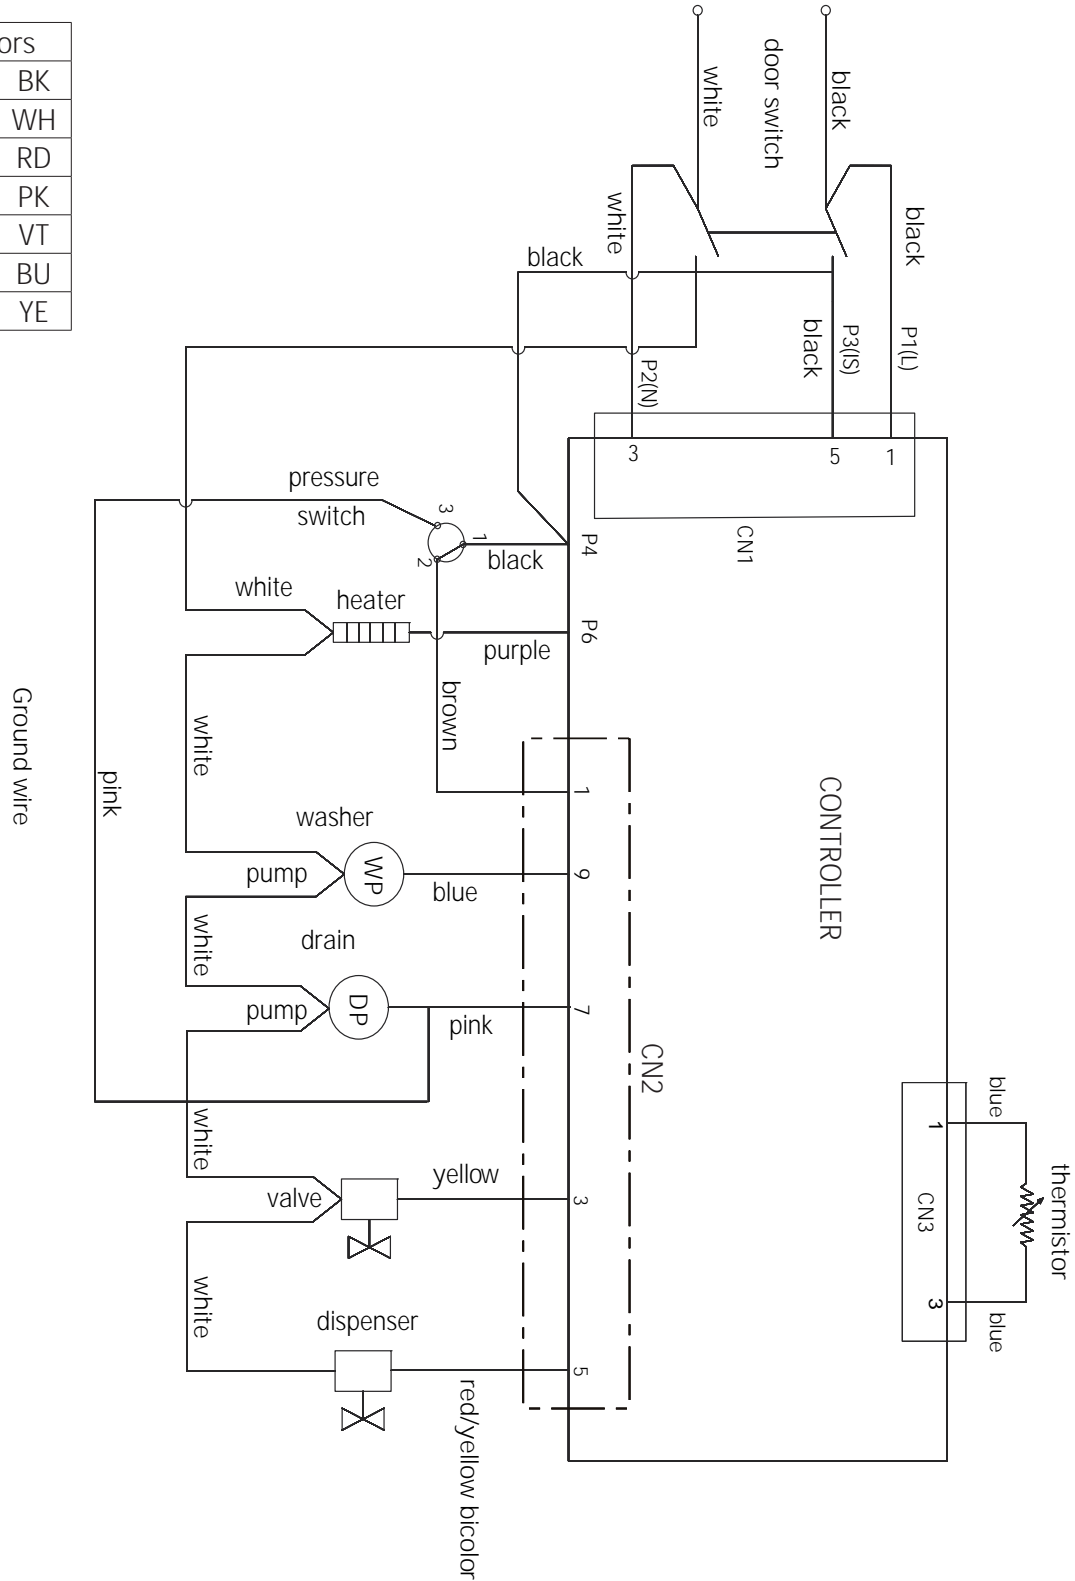 ors
BK
WH
RD
PK
VT
BU
YE
door switch
white
black
white
black
black
black
P1(L)
P3(IS)
P2(N)
3
5
1
CN1
pressure
switch
3
1
2
black
P4
white
heater
purple
P6
brown
Ground wire
pink
white
washer
pump
WP
blue
1
9
CONTROLLER
white
drain
pump
DP
pink
7
CN2
white
valve
yellow
3
white
dispenser
5
red/yellow bicolor
blue
1
CN3
3
blue
thermistor